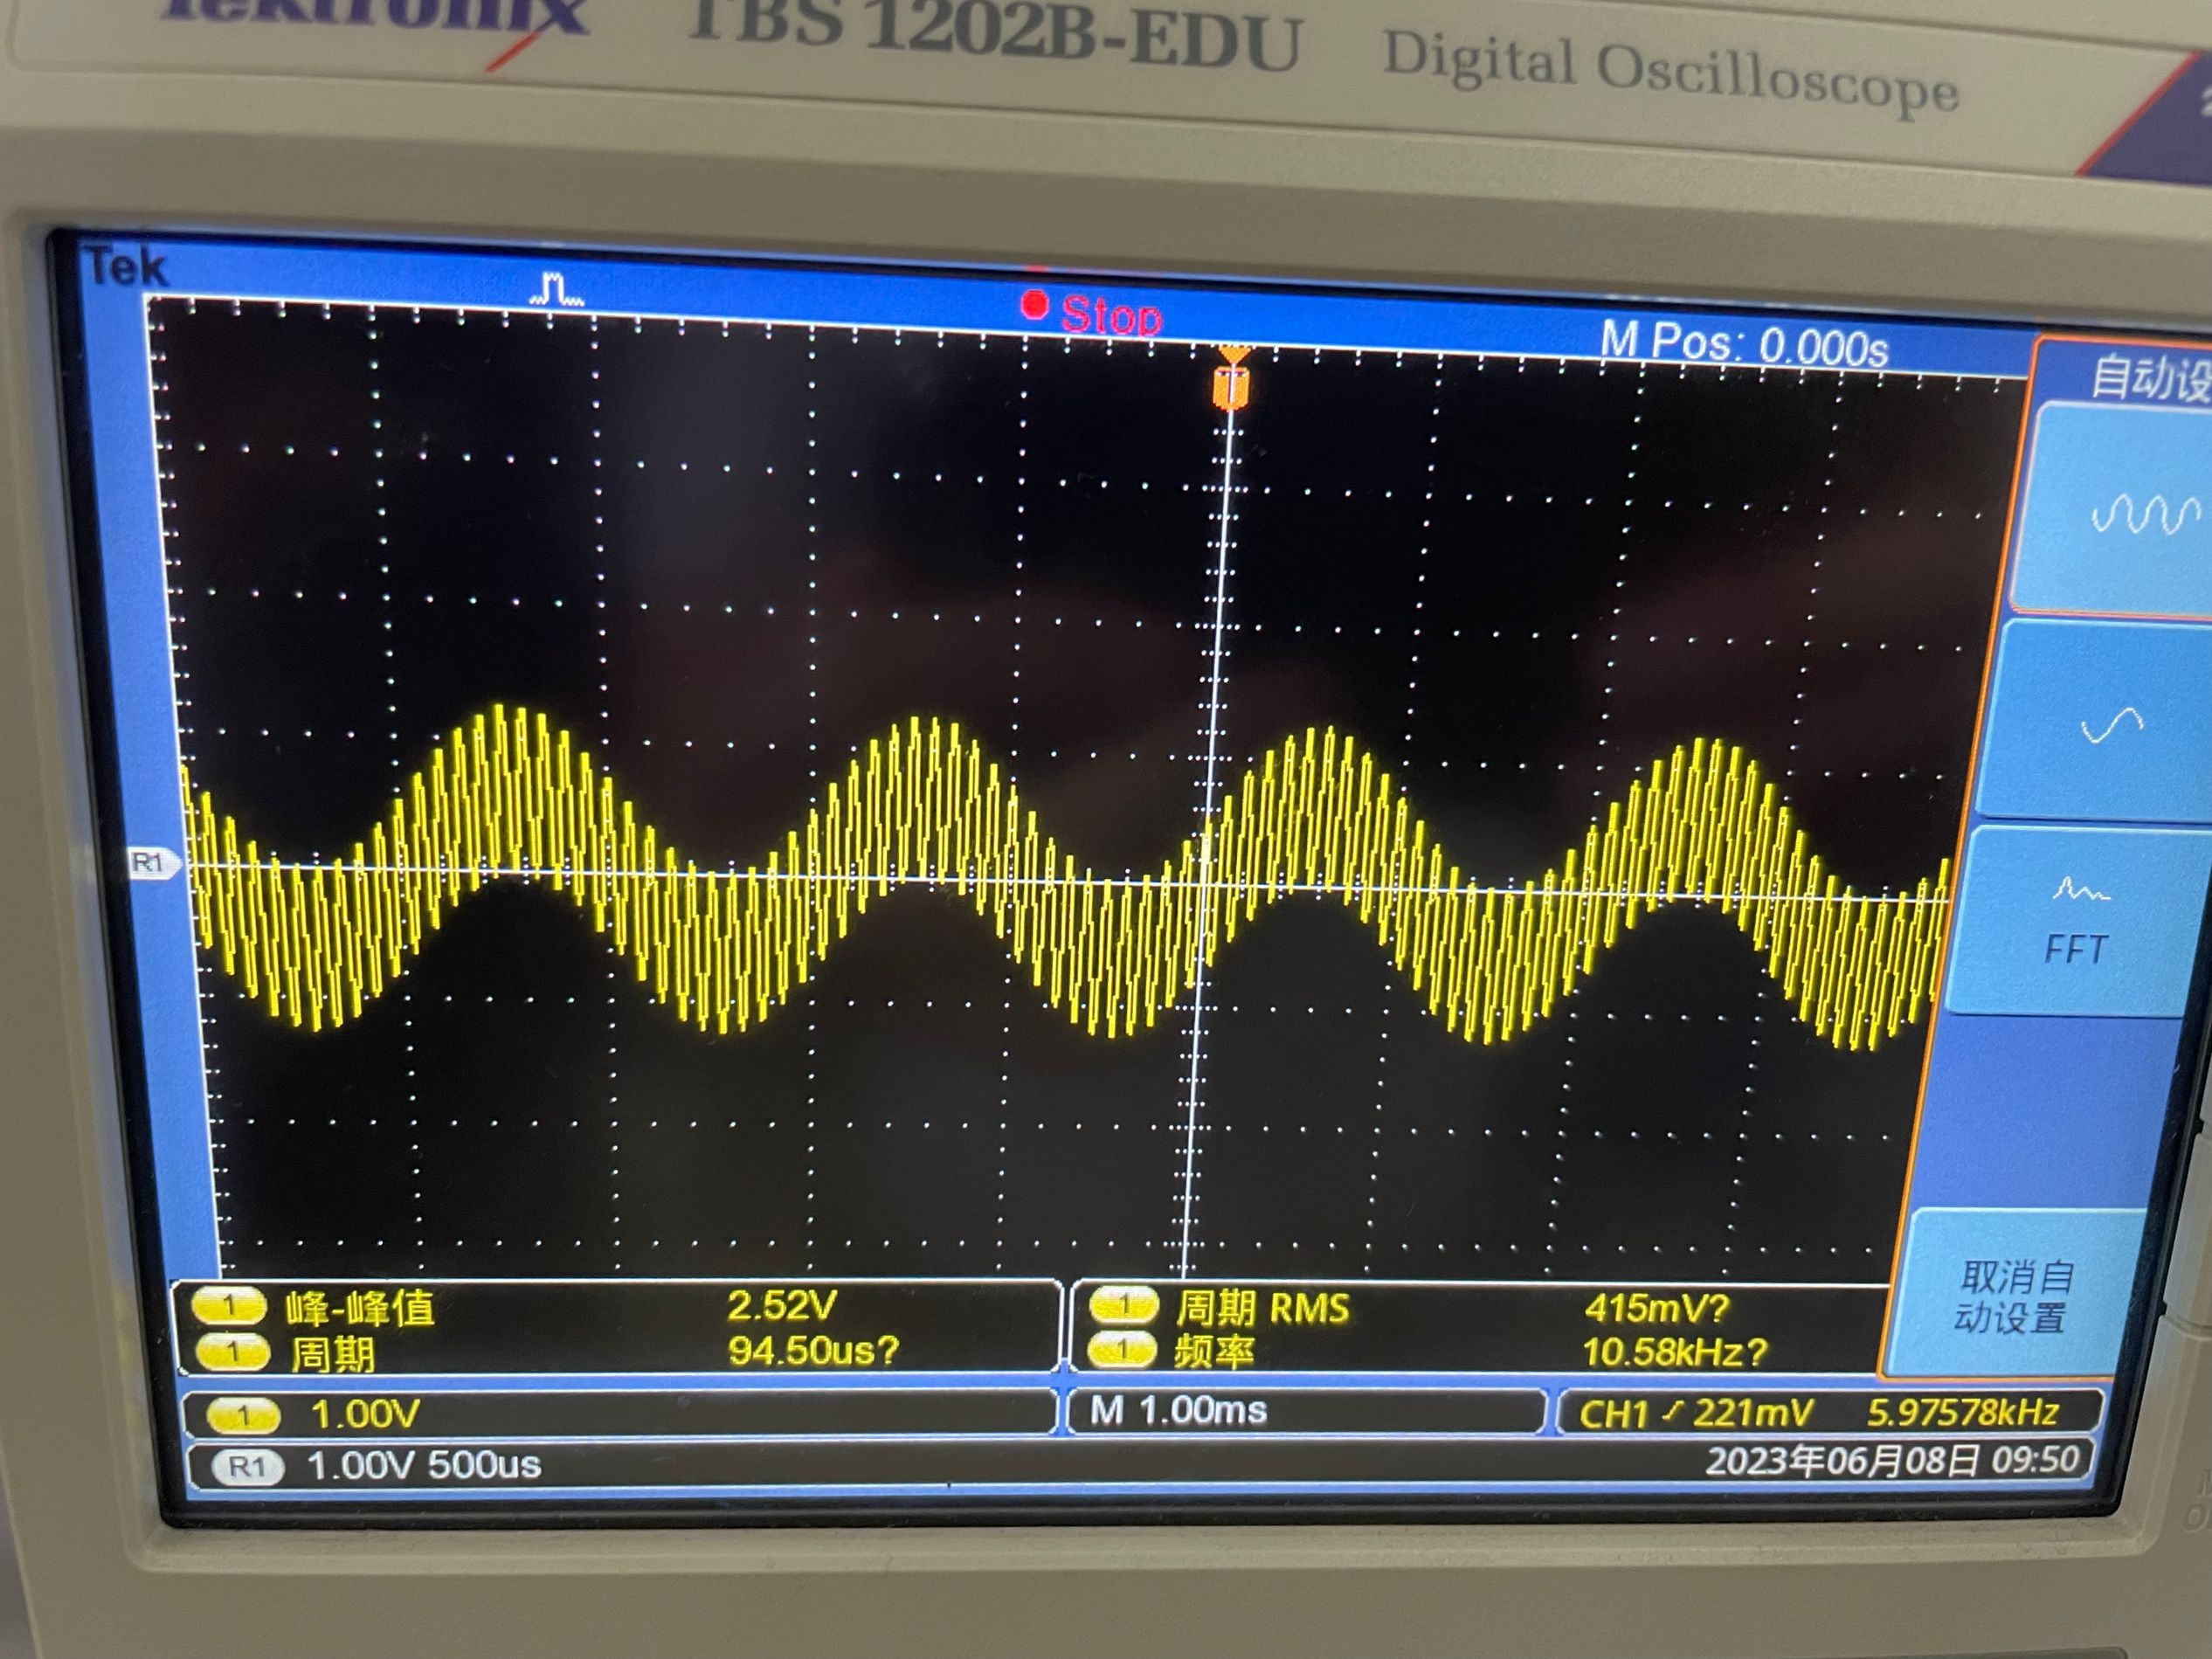 Tektronix TBS 1202B-EDU Digital Oscilloscope
Tek
Stop
M Pos: 0.000s
自动设
T
R1
FFT
取消自
动设置
1 峰-峰值 2.52V
1 周期 94.50us?
1 周期 RMS 415mV?
1 频率 10.58kHz?
1 1.00V
M 1.00ms
CH1 221mV 5.97578kHz
R1 1.00V 500us
2023年06月08日 09:50